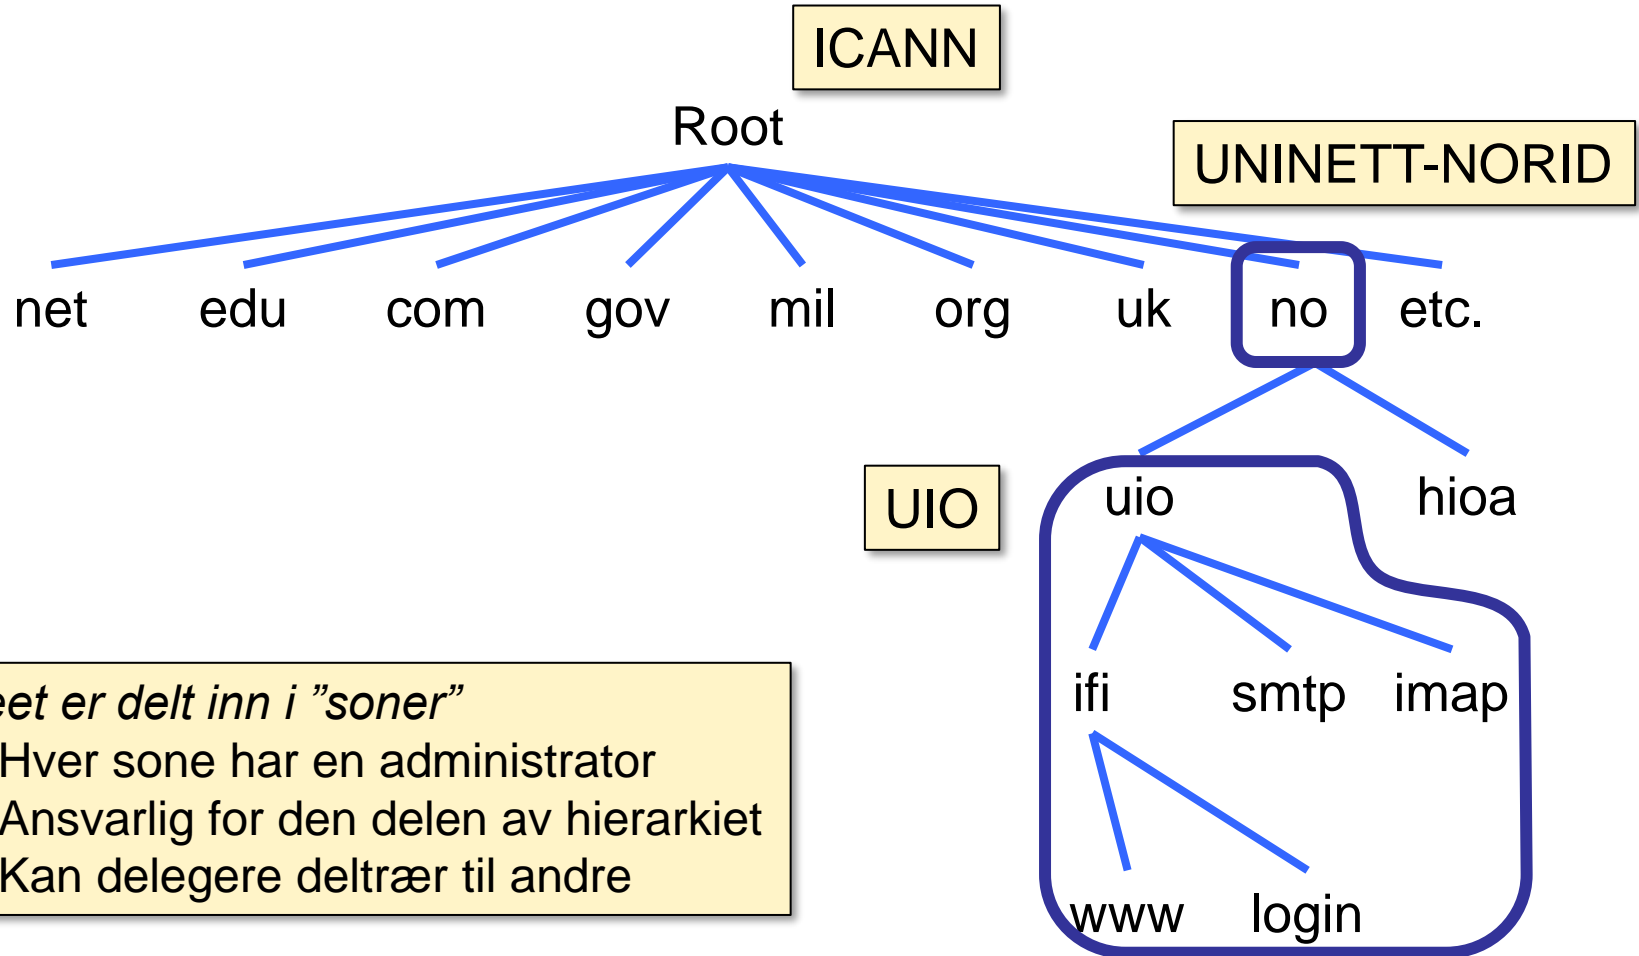 ICANN
Root
UNINETT-NORID
net edu com gov mil org uk no etc.
UIO
uio hioa
ifi smtp imap
er delt inn i ”soner”
Hver sone har en administrator
Ansvarlig for den delen av hierarkiet
Kan delegere deltrær til andre
www login